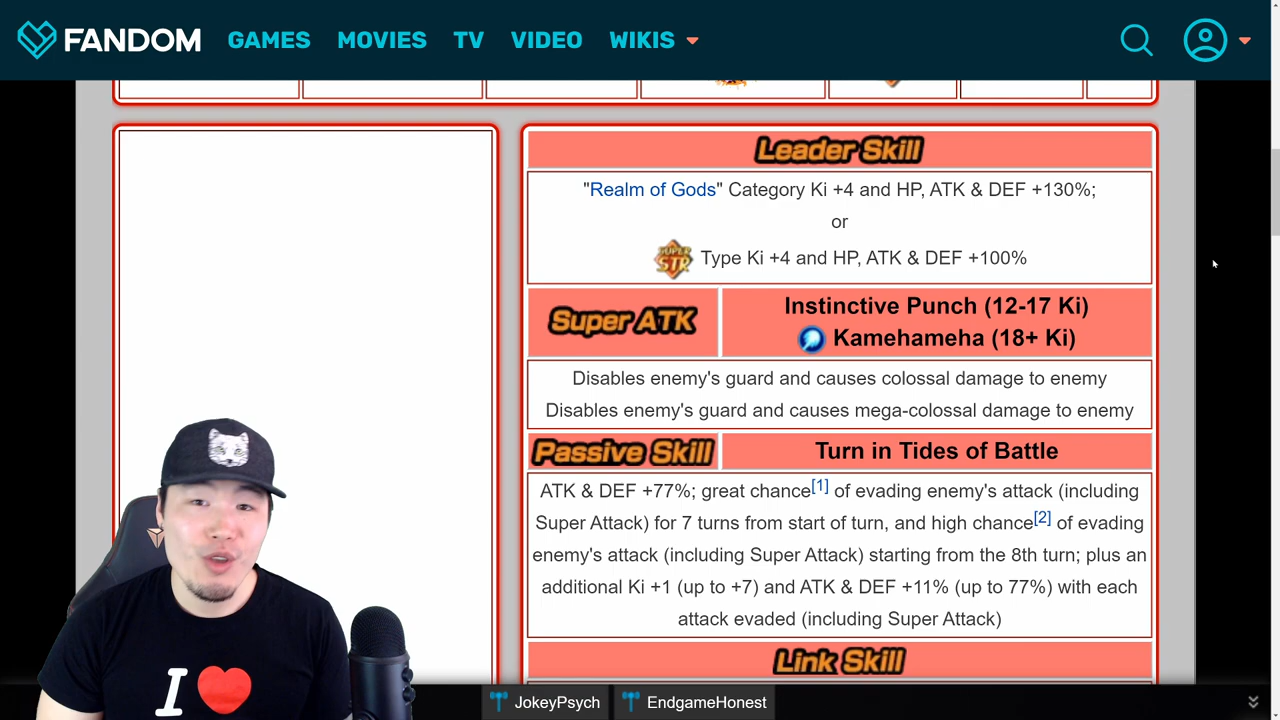 FANDOM GAMES MOVIES TV VIDEO WIKIS
Leader Skill
"Realm of Gods" Category Ki +4 and HP, ATK & DEF +130%;
or
SUPER STR Type Ki +4 and HP, ATK & DEF +100%
Super ATK
Instinctive Punch (12-17 Ki)
Kamehameha (18+ Ki)
Disables enemy's guard and causes colossal damage to enemy
Disables enemy's guard and causes mega-colossal damage to enemy
Passive Skill
Turn in Tides of Battle
ATK & DEF +77%; great chance[1] of evading enemy's attack (including
Super Attack) for 7 turns from start of turn, and high chance[2] of evading
enemy's attack (including Super Attack) starting from the 8th turn; plus an
additional Ki +1 (up to +7) and ATK & DEF +11% (up to 77%) with each
attack evaded (including Super Attack)
Link Skill
I
JokeyPsych EndgameHonest